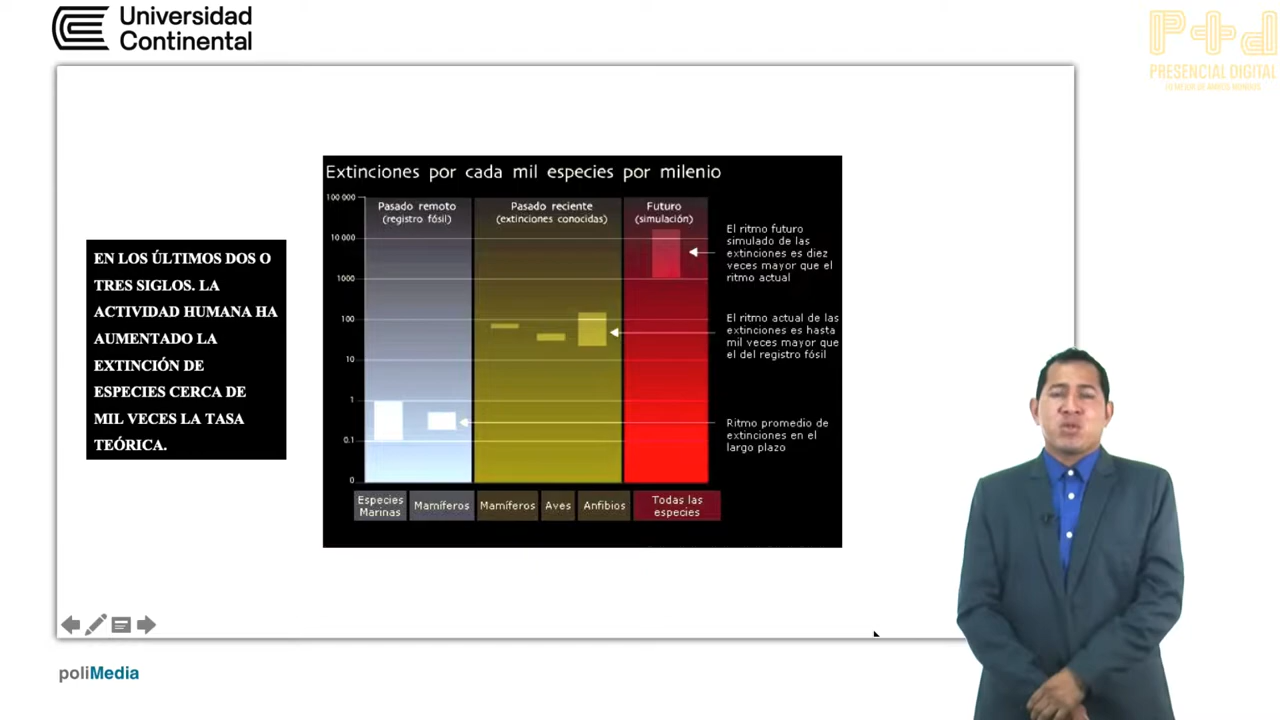 Universidad
Continental
P+d
PRESENCIAL DIGITAL
Extinciones por cada mil especies por milenio
EN LOS ÚLTIMOS DOS O
TRES SIGLOS. LA
ACTIVIDAD HUMANA HA
AUMENTADO LA
EXTINCIÓN DE
ESPECIES CERCA DE
MIL VECES LA TASA
TEÓRICA.
100 000
10 000
1000
100
10
1
0.1
0
Pasado remoto
(registro fósil)
Pasado reciente
(extinciones conocidas)
Futuro
(simulación)
El ritmo futuro
simulado de las
extinciones es diez
veces mayor que el
ritmo actual
El ritmo actual de las
extinciones es hasta
mil veces mayor que
el del registro fósil
Ritmo promedio de
extinciones en el
largo plazo
Especies
Marinas
Mamíferos
Mamíferos
Aves
Anfibios
Todas las
especies
poliMedia